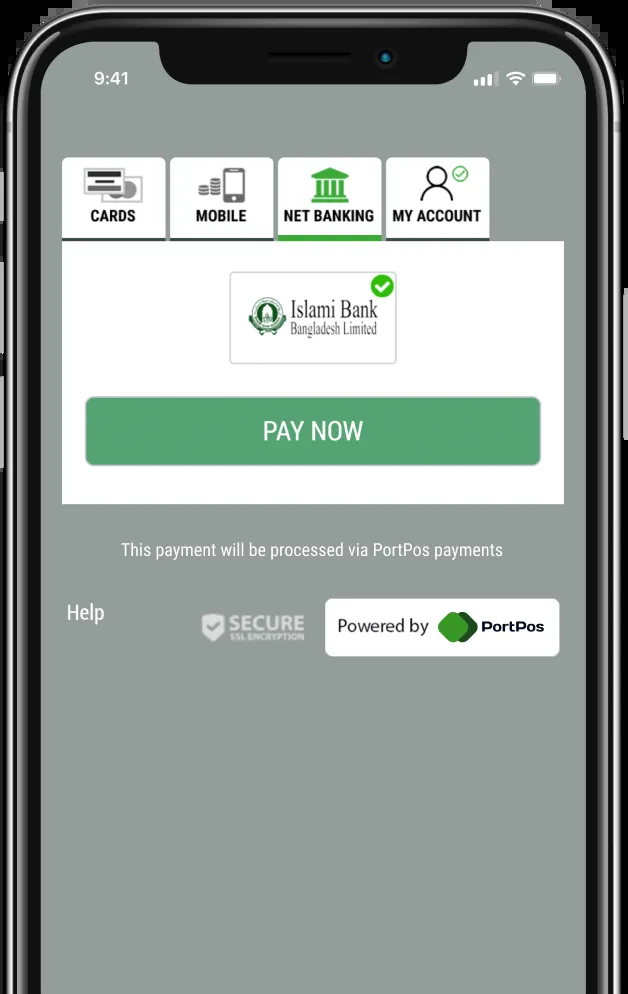 9:41
CARDS
MOBILE
NET BANKING
MY ACCOUNT
Islami Bank
Bangladesh Limited
PAY NOW
This payment will be processed via PortPos payments
Help
SECURE
SSL ENCRYPTION
Powered by PortPos